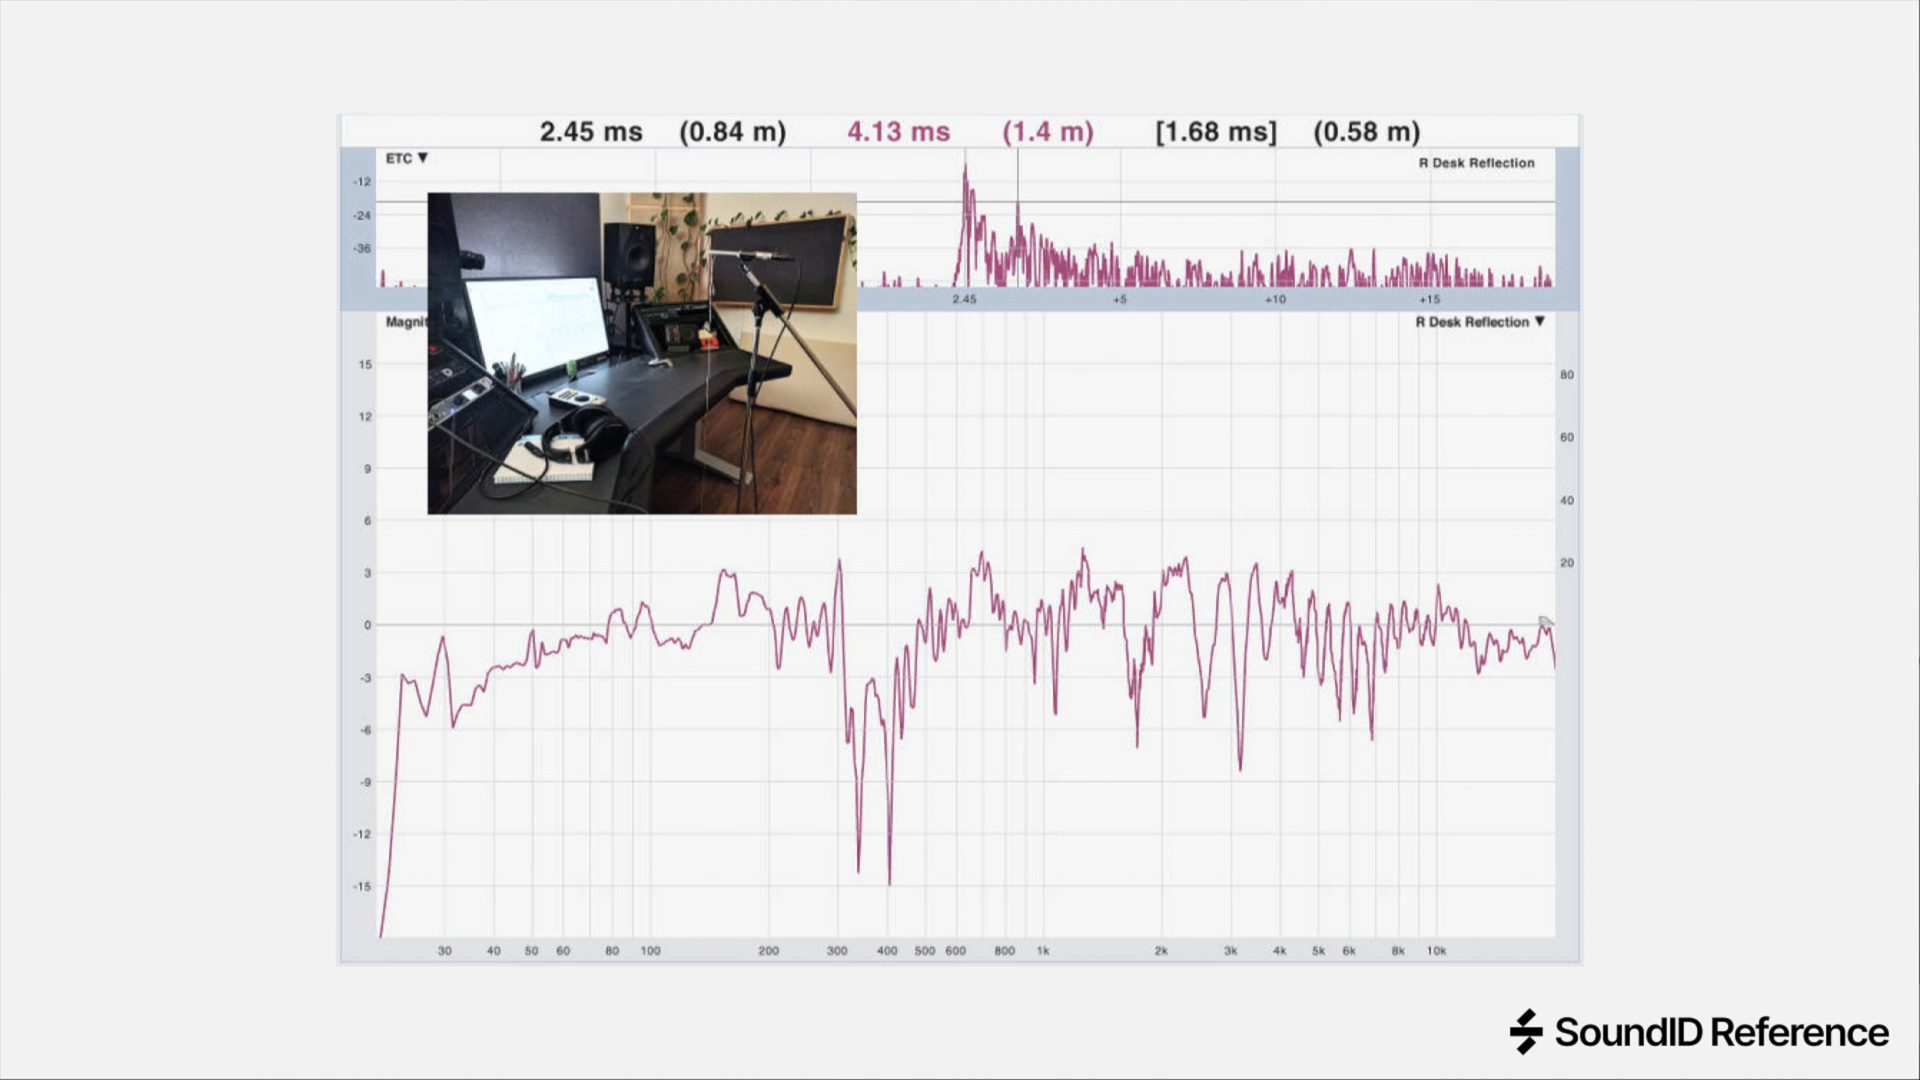 2.45 ms (0.84 m) 4.13 ms (1.4 m) [1.68 ms] (0.58 m)
ETC ▼
R Desk Reflection
-12
-24
-36
2.45 +5 +10 +15
Magnit
R Desk Reflection ▼
15
12
9
6
3
0
-3
-6
-9
-12
-15
80
60
40
20
30 40 50 60 80 100 200 300 400 500 600 800 1k 2k 3k 4k 5k 6k 8k 10k
SoundID Reference